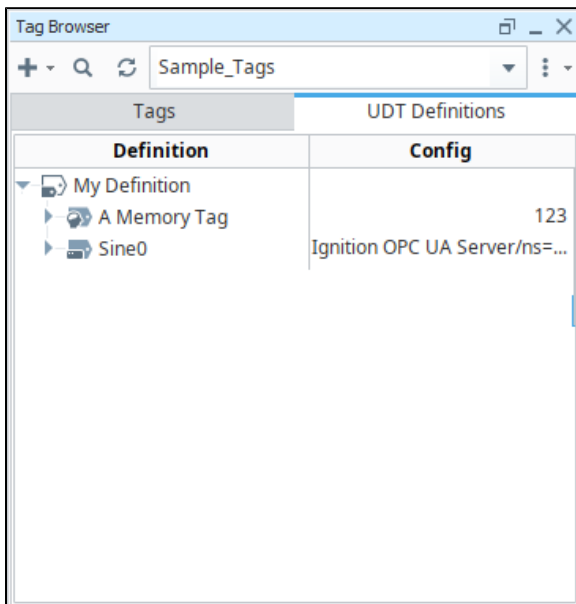 Tag Browser
Sample_Tags
Tags UDT Definitions
Definition Config
My Definition
A Memory Tag 123
Sine0 Ignition OPC UA Server/ns=...